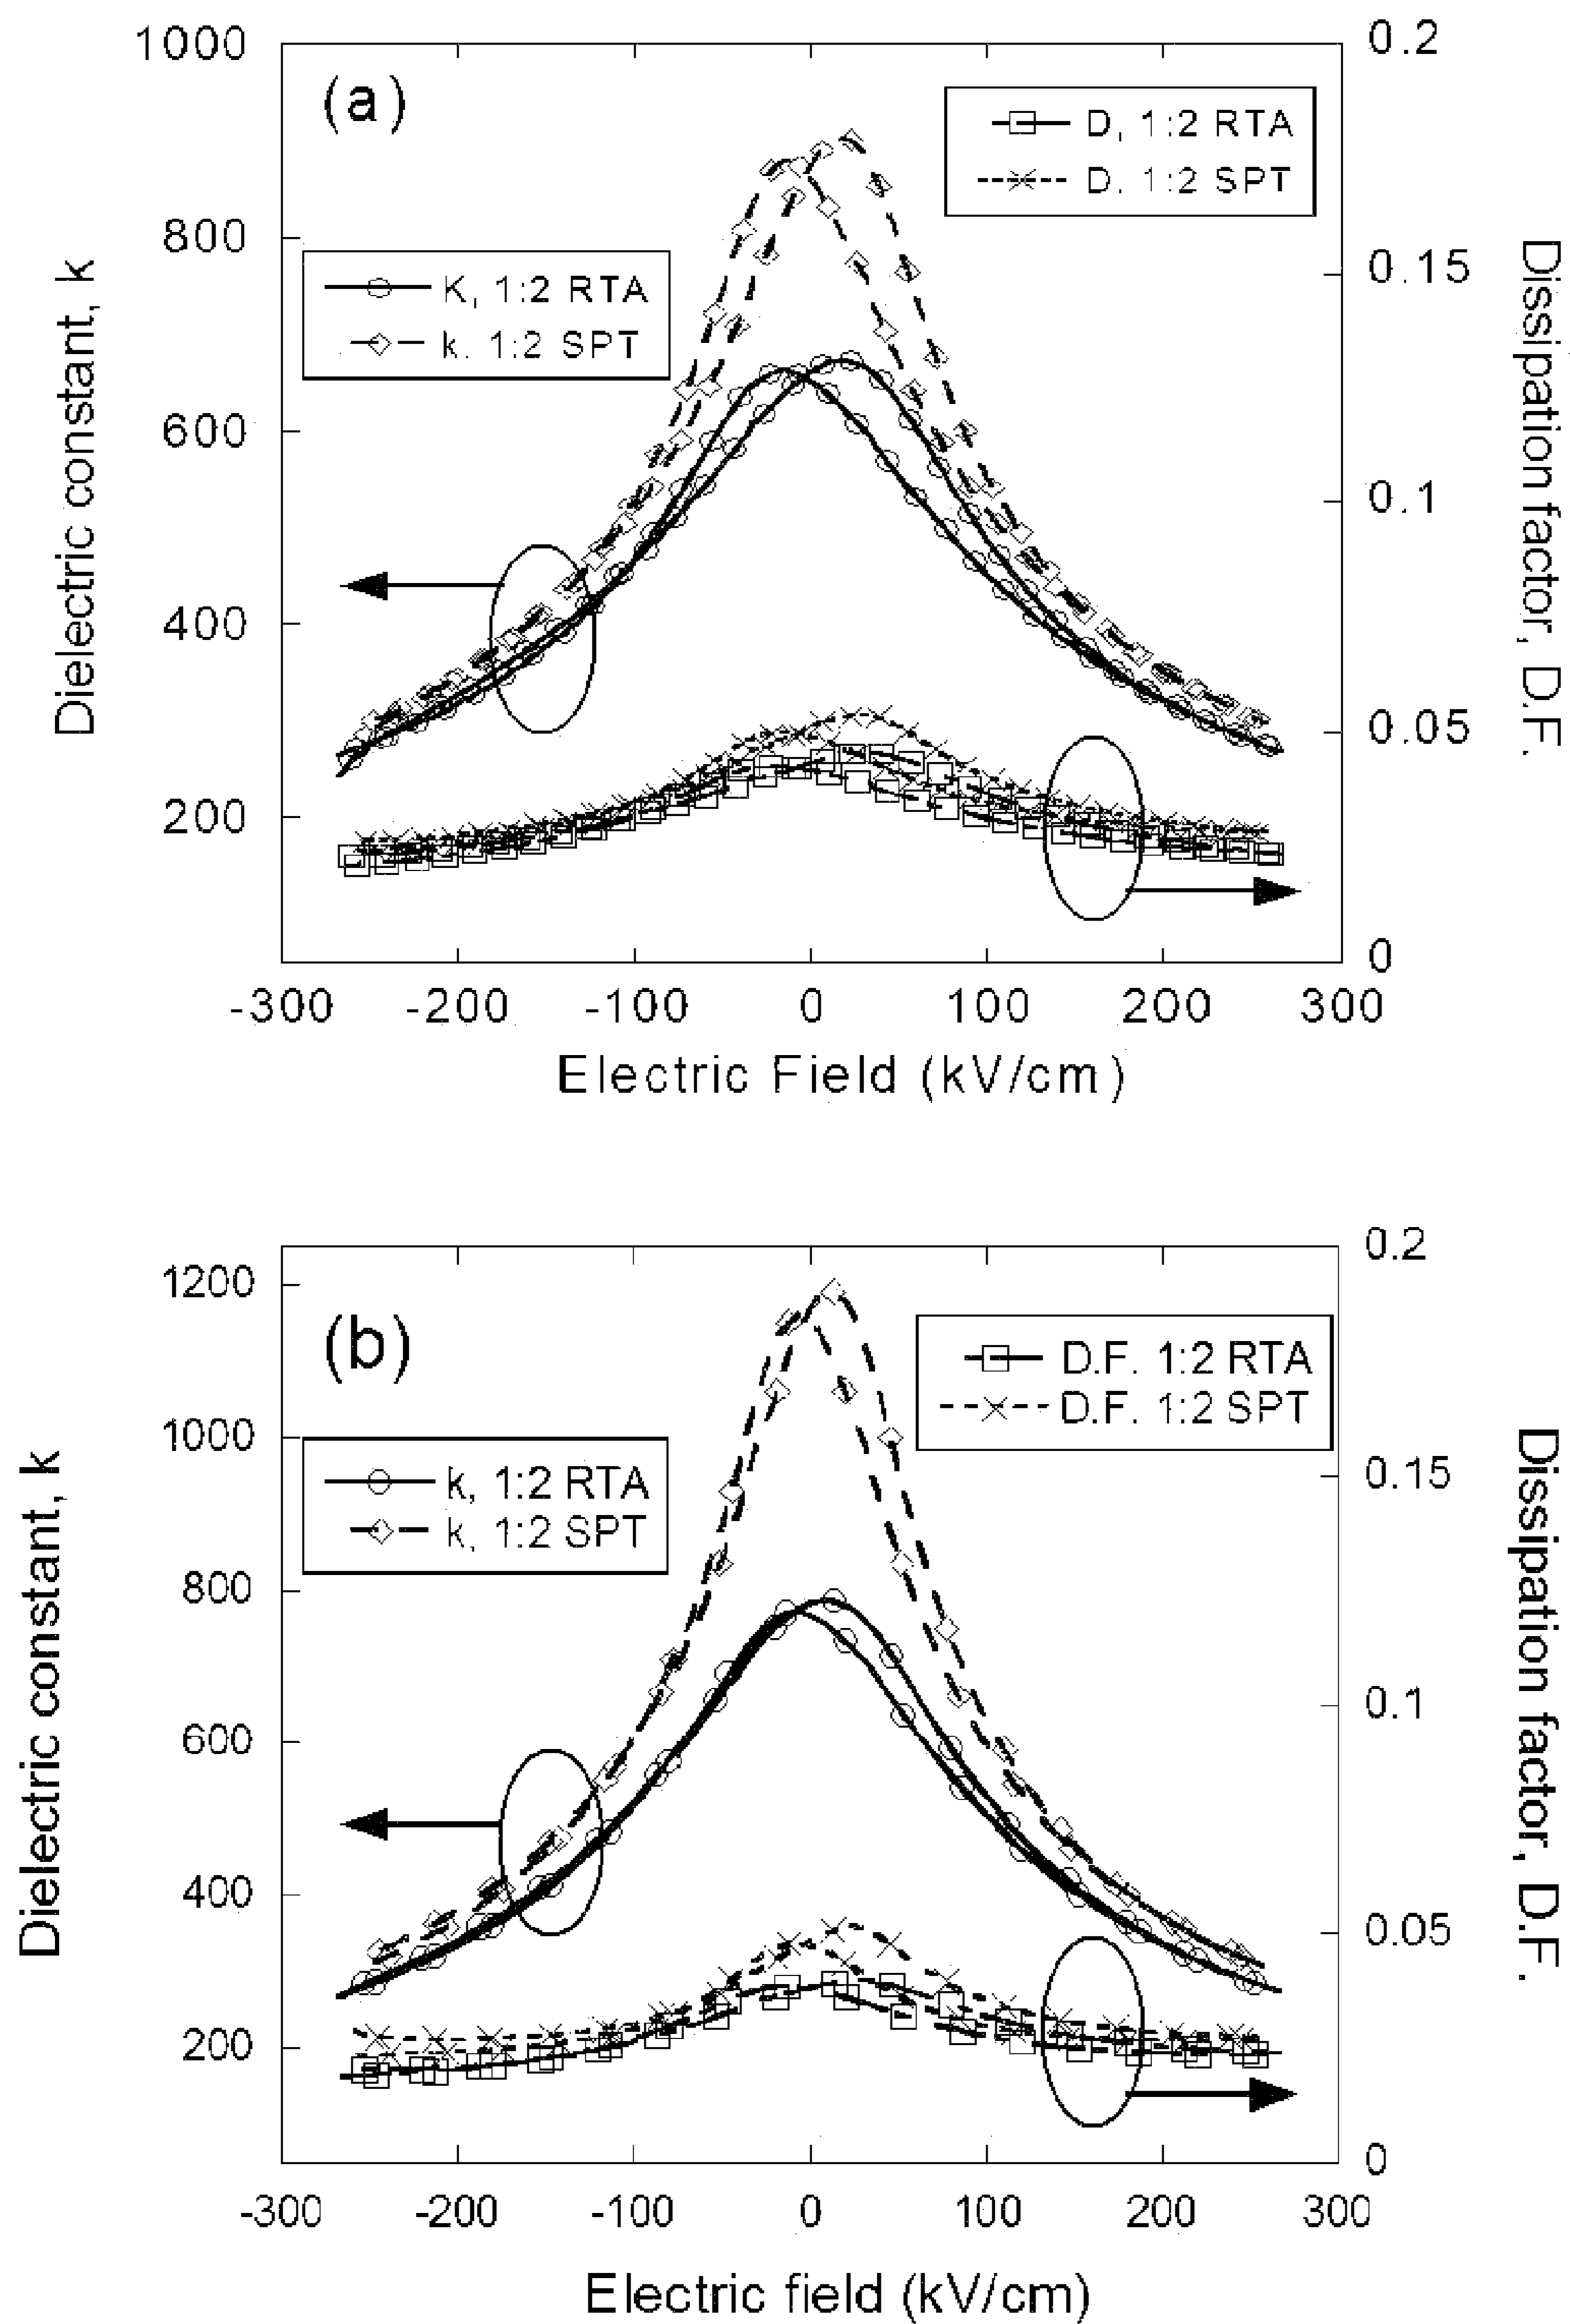 1000
0.2
(a)
D, 1:2 RTA
D. 1:2 SPT
800
0.15
K, 1:2 RTA
k. 1:2 SPT
Dielectric constant, k
Dissipation factor, D.F.
600
0.1
400
0.05
200
0
-300 -200 -100 0 100 200 300
Electric Field (kV/cm)
0.2
1200
(b)
D.F. 1:2 RTA
D.F. 1:2 SPT
1000
0.15
k, 1:2 RTA
k, 1:2 SPT
Dielectric constant, k
Dissipation factor, D.F.
800
0.1
600
400
0.05
200
0
-300 -200 -100 0 100 200 300
Electric field (kV/cm)